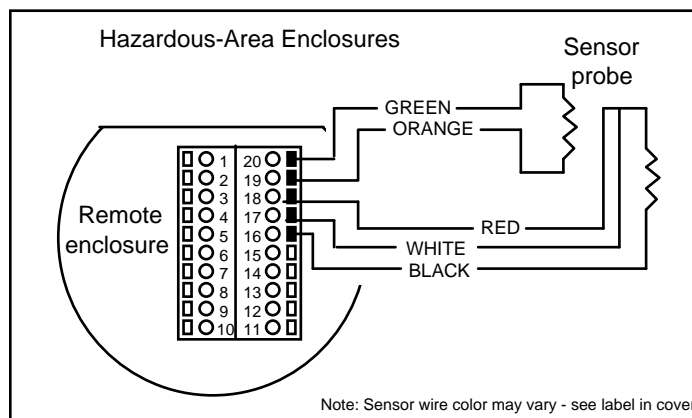 Hazardous-Area Enclosures
Sensor
probe
GREEN
ORANGE
Remote
enclosure
1 20
2 19
3 18
4 17
5 16
6 15
7 14
8 13
9 12
10 11
RED
WHITE
BLACK
Note: Sensor wire color may vary - see label in cover